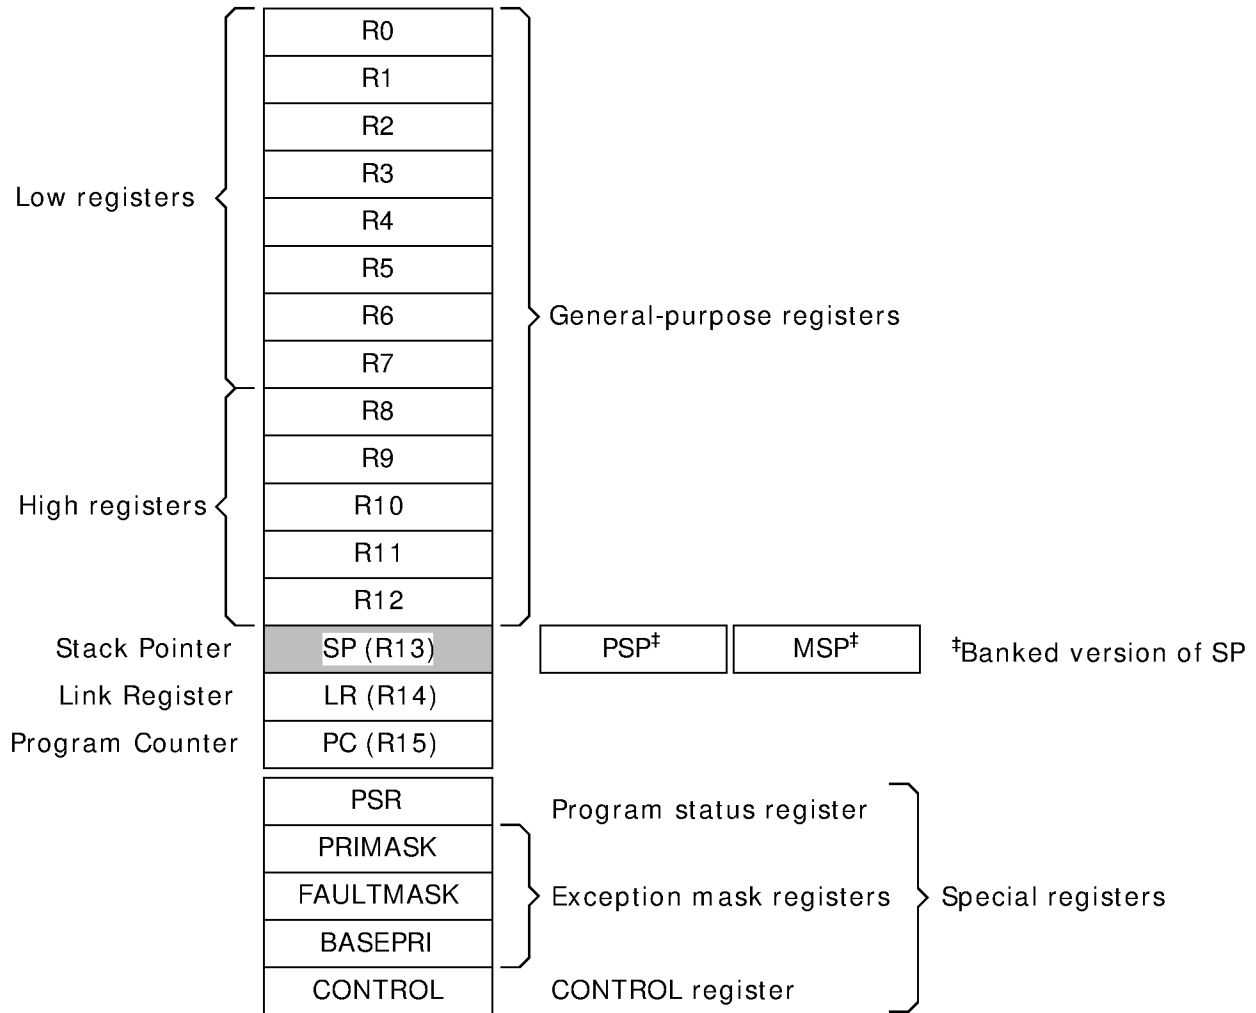 R0
R1
R2
R3
Low registers
R4
R5
R6
General-purpose registers
R7
R8
R9
High registers
R10
R11
R12
Stack Pointer SP (R13) PSP‡ MSP‡ ‡Banked version of SP
Link Register LR (R14)
Program Counter PC (R15)
PSR Program status register
PRIMASK
FAULTMASK Exception mask registers Special registers
BASEPRI
CONTROL CONTROL register